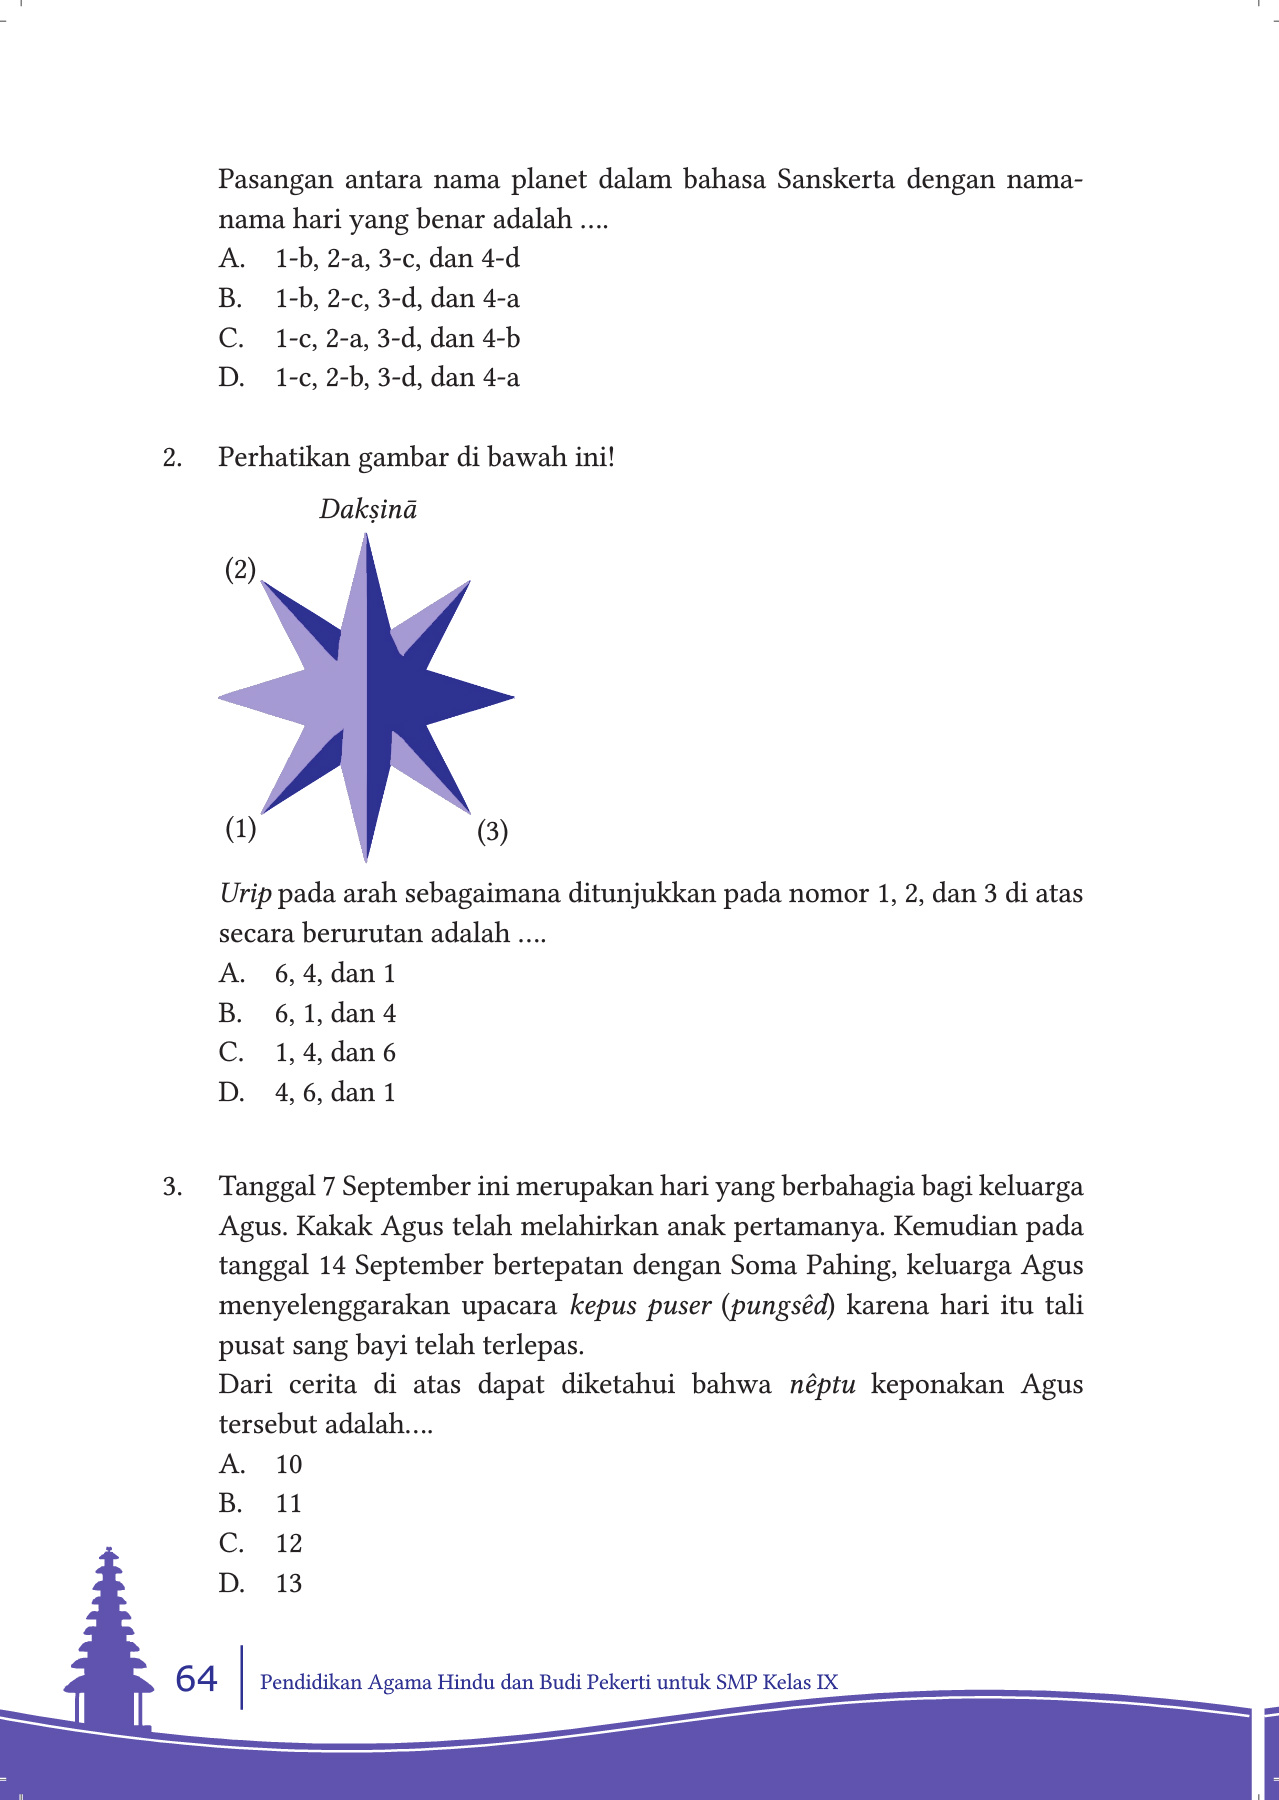 Pasangan antara nama planet dalam bahasa Sanskerta dengan nama-
nama hari yang benar adalah ....
A. 1-b, 2-a, 3-c, dan 4-d
B. 1-b, 2-c, 3-d, dan 4-a
C. 1-c, 2-a, 3-d, dan 4-b
D. 1-c, 2-b, 3-d, dan 4-a
2. Perhatikan gambar di bawah ini!
Dakṣinā
(2)
(1)
(3)
Urip pada arah sebagaimana ditunjukkan pada nomor 1, 2, dan 3 di atas
secara berurutan adalah ....
A. 6, 4, dan 1
B. 6, 1, dan 4
C. 1, 4, dan 6
D. 4, 6, dan 1
3. Tanggal 7 September ini merupakan hari yang berbahagia bagi keluarga
Agus. Kakak Agus telah melahirkan anak pertamanya. Kemudian pada
tanggal 14 September bertepatan dengan Soma Pahing, keluarga Agus
menyelenggarakan upacara kepus puser (pungsêd) karena hari itu tali
pusat sang bayi telah terlepas.
Dari cerita di atas dapat diketahui bahwa nêptu keponakan Agus
tersebut adalah....
A. 10
B. 11
C. 12
D. 13
64
Pendidikan Agama Hindu dan Budi Pekerti untuk SMP Kelas IX